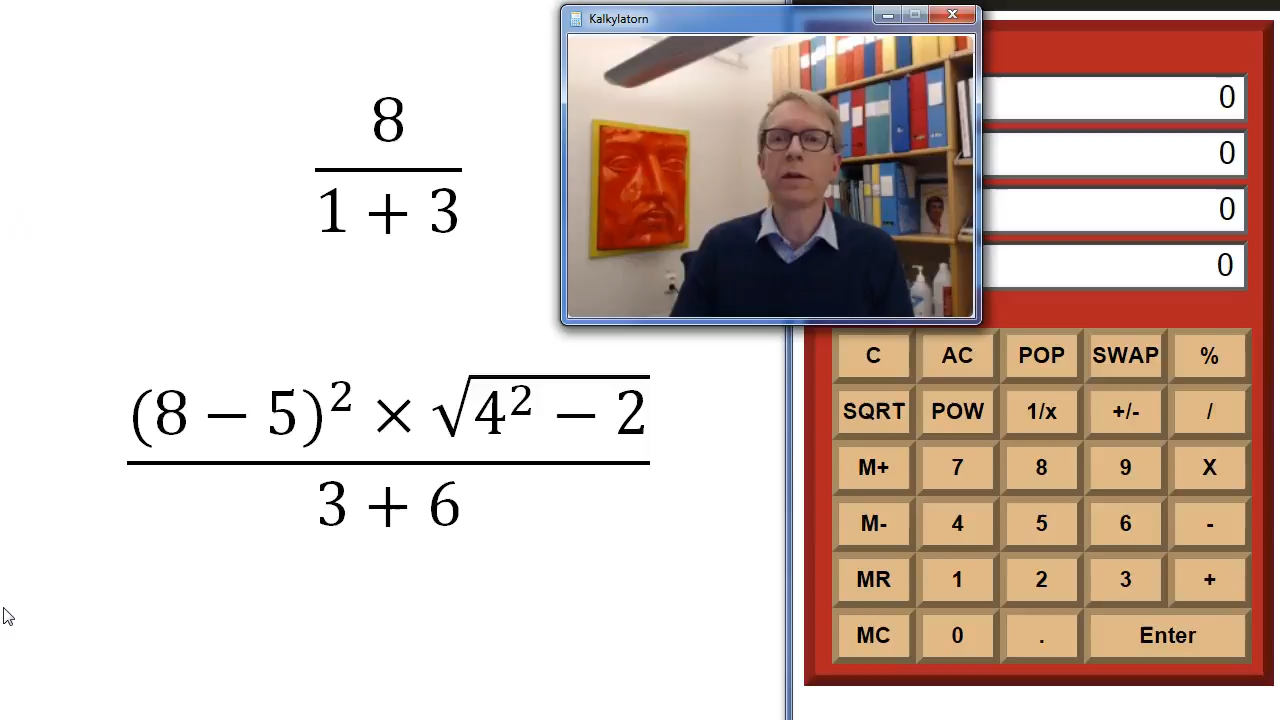 Kalkylatorn
8
1 + 3
(8 − 5)² × √4² − 2
3 + 6
0
0
0
0
C AC POP SWAP %
SQRT POW 1/x +/- /
M+ 7 8 9 X
M- 4 5 6 -
MR 1 2 3 +
MC 0 . Enter